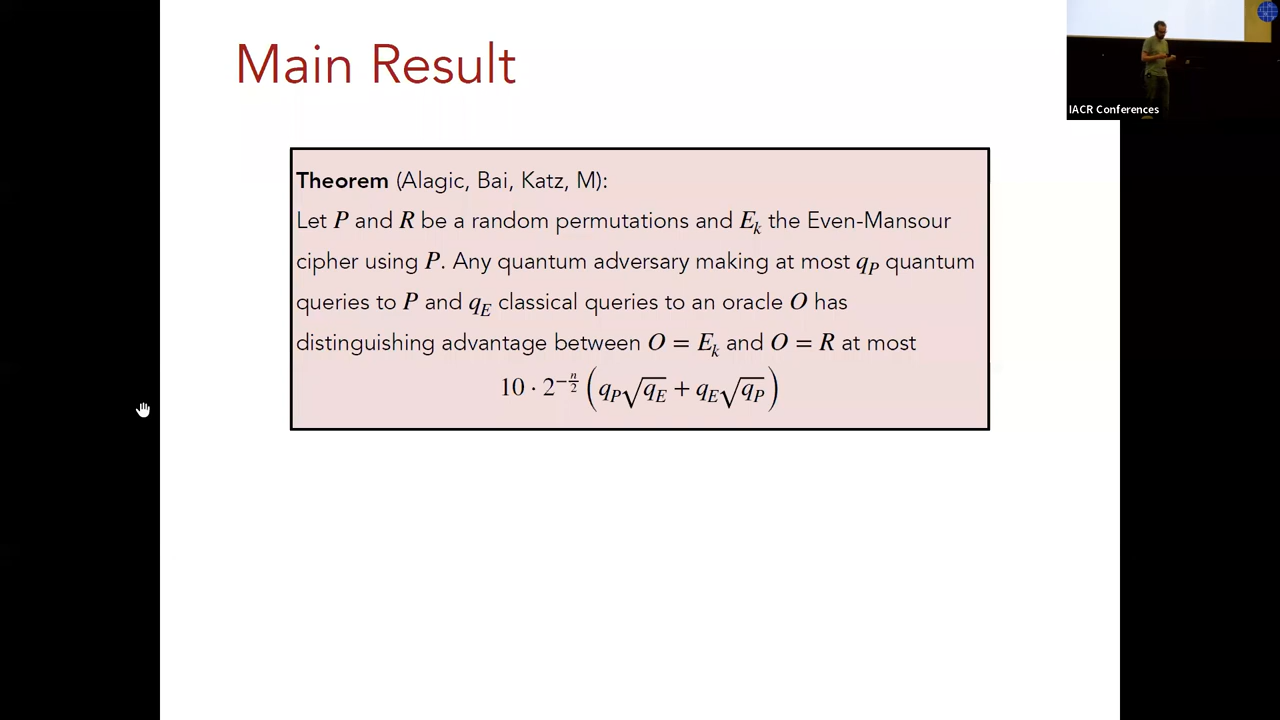 Main Result
IACR Conferences
Theorem (Alagic, Bai, Katz, M):
Let P and R be a random permutations and E_k the Even-Mansour
cipher using P. Any quantum adversary making at most q_P quantum
queries to P and q_E classical queries to an oracle O has
distinguishing advantage between O = E_k and O = R at most
10 · 2^{-n/2} (q_P√q_E + q_E√q_P)